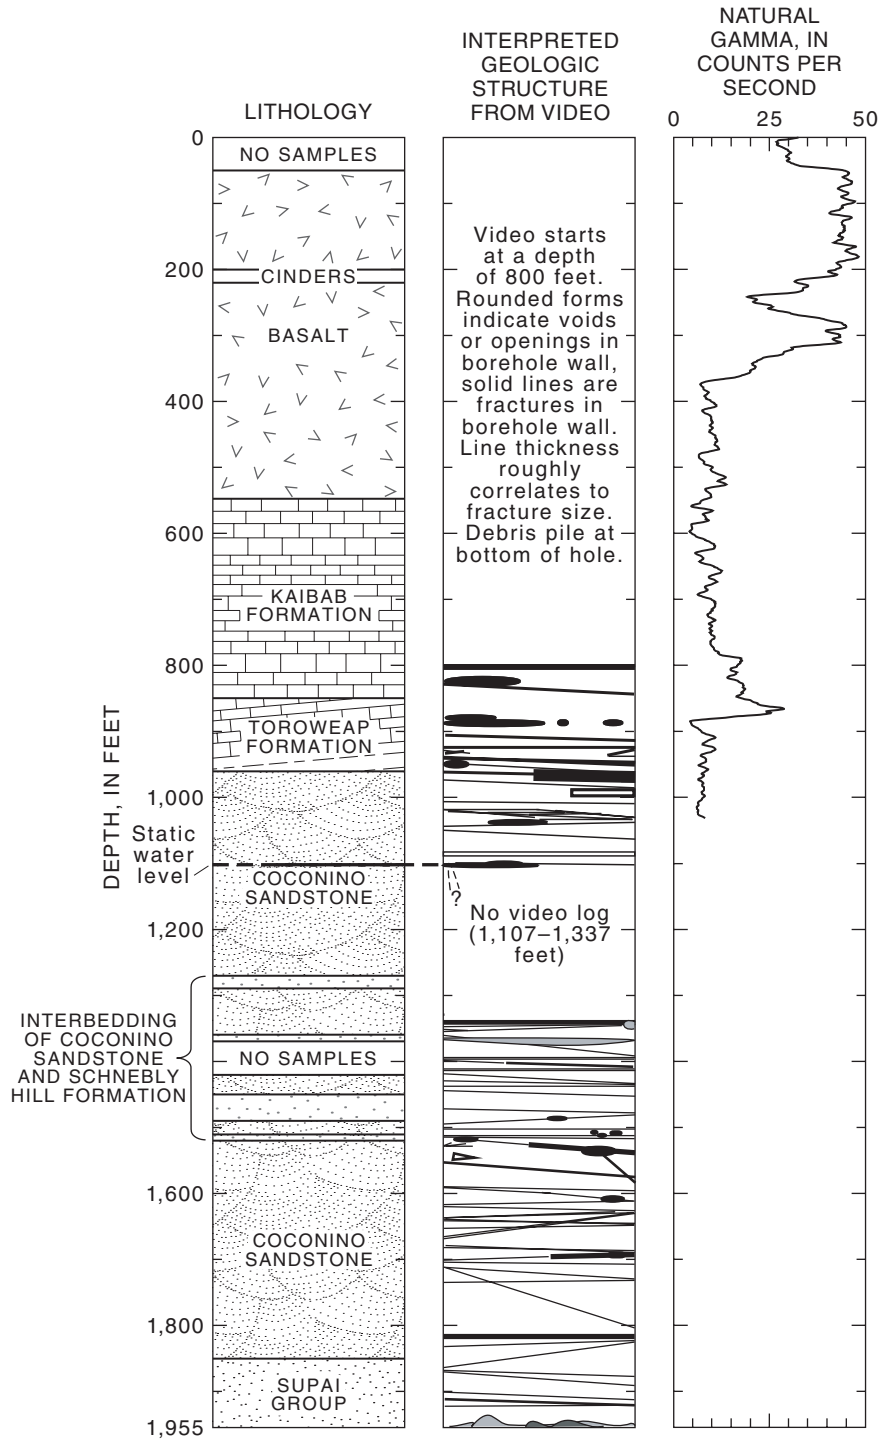 LITHOLOGY
INTERPRETED
GEOLOGIC
STRUCTURE
FROM VIDEO
NATURAL
GAMMA, IN
COUNTS PER
SECOND
0
25
50
DEPTH, IN FEET
0
200
400
600
800
1,000
1,200
1,600
1,800
1,955
Static
water
level
INTERBEDDING
OF COCONINO
SANDSTONE
AND SCHNEBLY
HILL FORMATION
NO SAMPLES
CINDERS
BASALT
KAIBAB
FORMATION
TOROWEAP
FORMATION
COCONINO
SANDSTONE
NO SAMPLES
COCONINO
SANDSTONE
SUPAI
GROUP
Video starts
at a depth
of 800 feet.
Rounded forms
indicate voids
or openings in
borehole wall,
solid lines are
fractures in
borehole wall.
Line thickness
roughly
correlates to
fracture size.
Debris pile at
bottom of hole.
?
No video log
(1,107–1,337
feet)